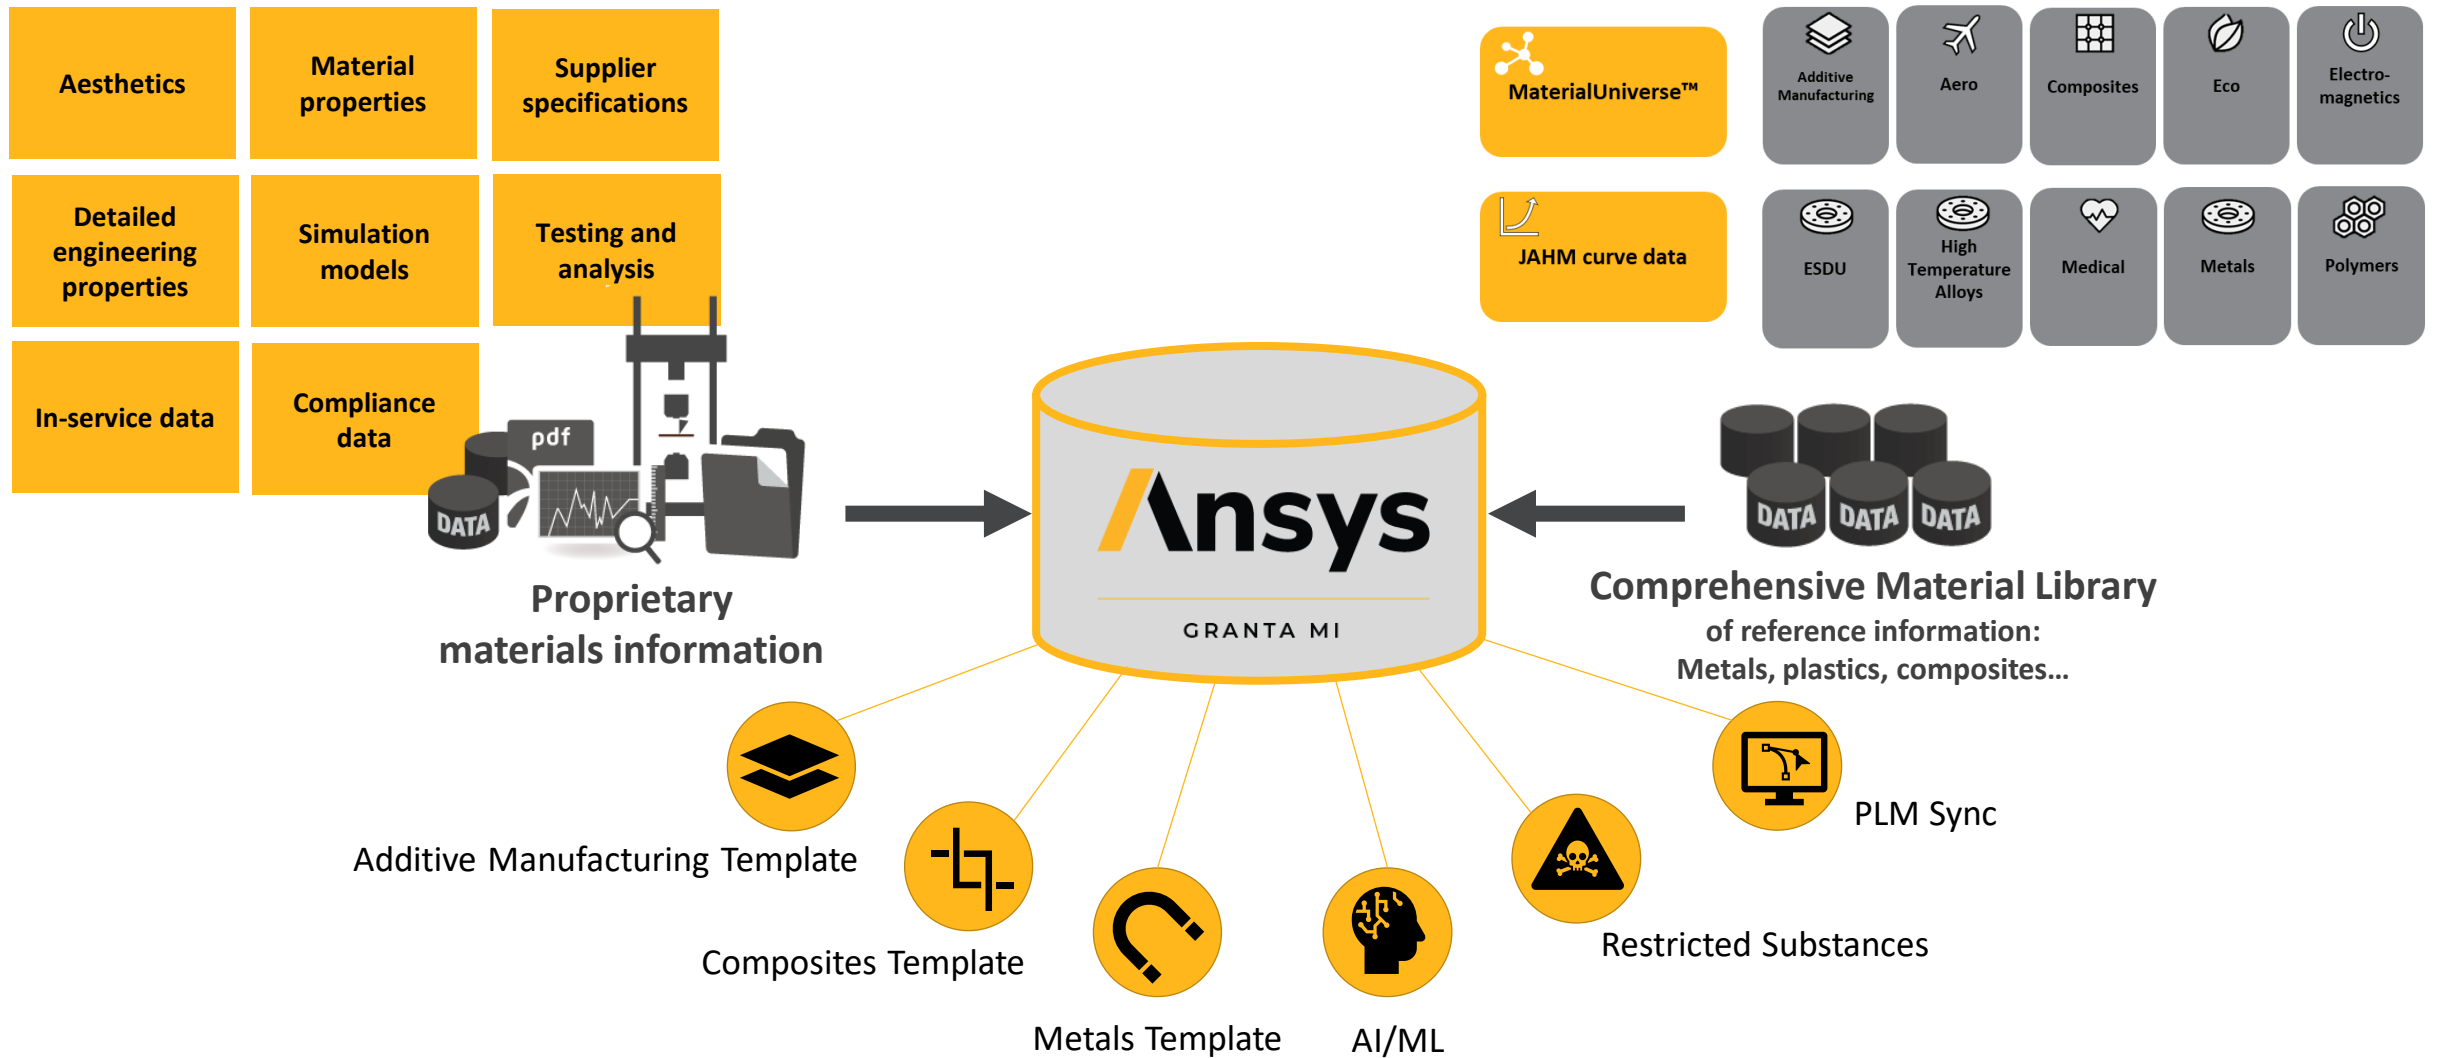 Aesthetics
Material
properties
Supplier
specifications
Detailed
engineering
properties
Simulation
models
Testing and
analysis
In-service data
Compliance
data
pdf
DATA
Proprietary
materials information
MaterialUniverse™
JAHM curve data
Additive
Manufacturing
Aero
Composites
Eco
Electro-
magnetics
ESDU
High
Temperature
Alloys
Medical
Metals
Polymers
DATA
DATA
DATA
Comprehensive Material Library
of reference information:
Metals, plastics, composites...
Ansys
GRANTA MI
Additive Manufacturing Template
Composites Template
Metals Template
AI/ML
Restricted Substances
PLM Sync